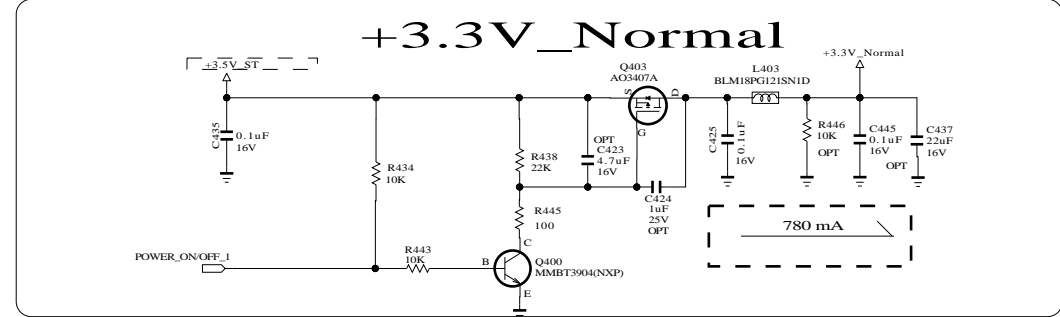 +3.3V_Normal
+3.5V_ST
+3.3V_Normal
Q403
AO3407A
L403
BLM18PG121SN1D
S
D
G
C435
0.1uF
16V
R434
10K
R438
22K
OPT
C423
4.7uF
16V
C424
1uF
25V
OPT
C425
0.1uF
16V
R446
10K
OPT
C445
0.1uF
16V
OPT
C437
22uF
16V
R445
100
780 mA
POWER_ON/OFF_1
R443
10K
B
C
E
Q400
MMBT3904(NXP)